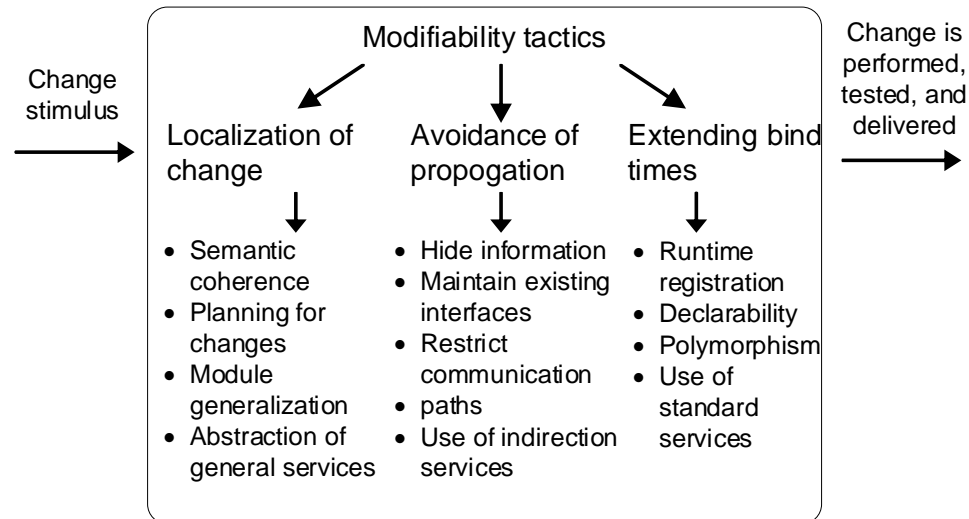 Modifiability tactics
Change
stimulus
Change is
performed,
tested, and
delivered
Localization of
change
Avoidance of
propogation
Extending bind
times
• Semantic
coherence
• Planning for
changes
• Module
generalization
• Abstraction of
general services
• Hide information
• Maintain existing
interfaces
• Restrict
communication
• paths
• Use of indirection
services
• Runtime
registration
• Declarability
• Polymorphism
• Use of
standard
services